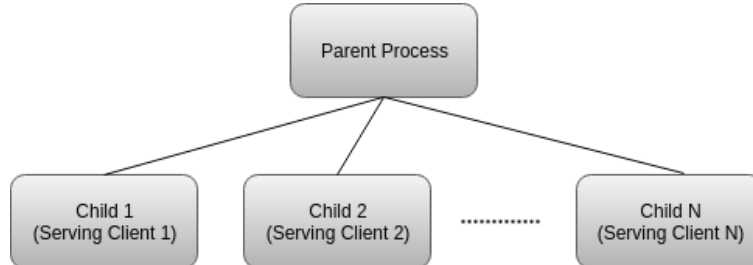 Parent Process
Child 1
(Serving Client 1)
Child 2
(Serving Client 2)
.............
Child N
(Serving Client N)